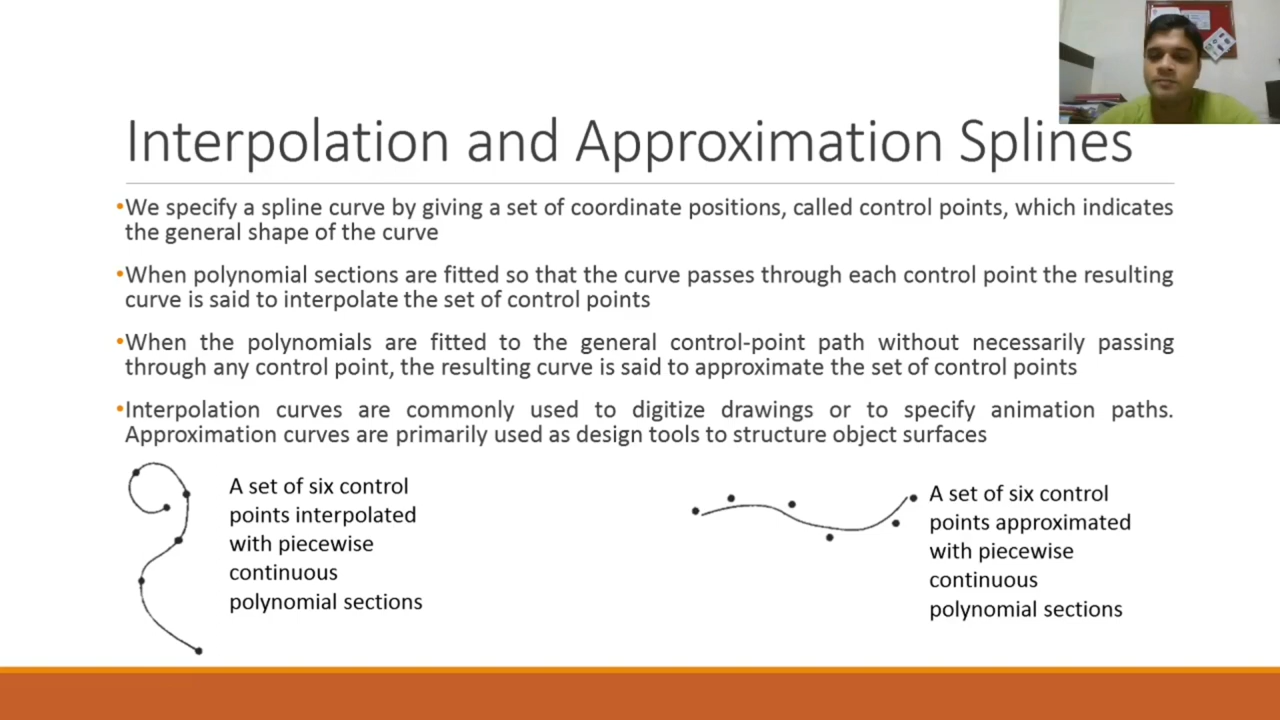 Interpolation and Approximation Splines
•We specify a spline curve by giving a set of coordinate positions, called control points, which indicates
the general shape of the curve
•When polynomial sections are fitted so that the curve passes through each control point the resulting
curve is said to interpolate the set of control points
•When the polynomials are fitted to the general control-point path without necessarily passing
through any control point, the resulting curve is said to approximate the set of control points
•Interpolation curves are commonly used to digitize drawings or to specify animation paths.
Approximation curves are primarily used as design tools to structure object surfaces
A set of six control
points interpolated
with piecewise
continuous
polynomial sections
A set of six control
points approximated
with piecewise
continuous
polynomial sections